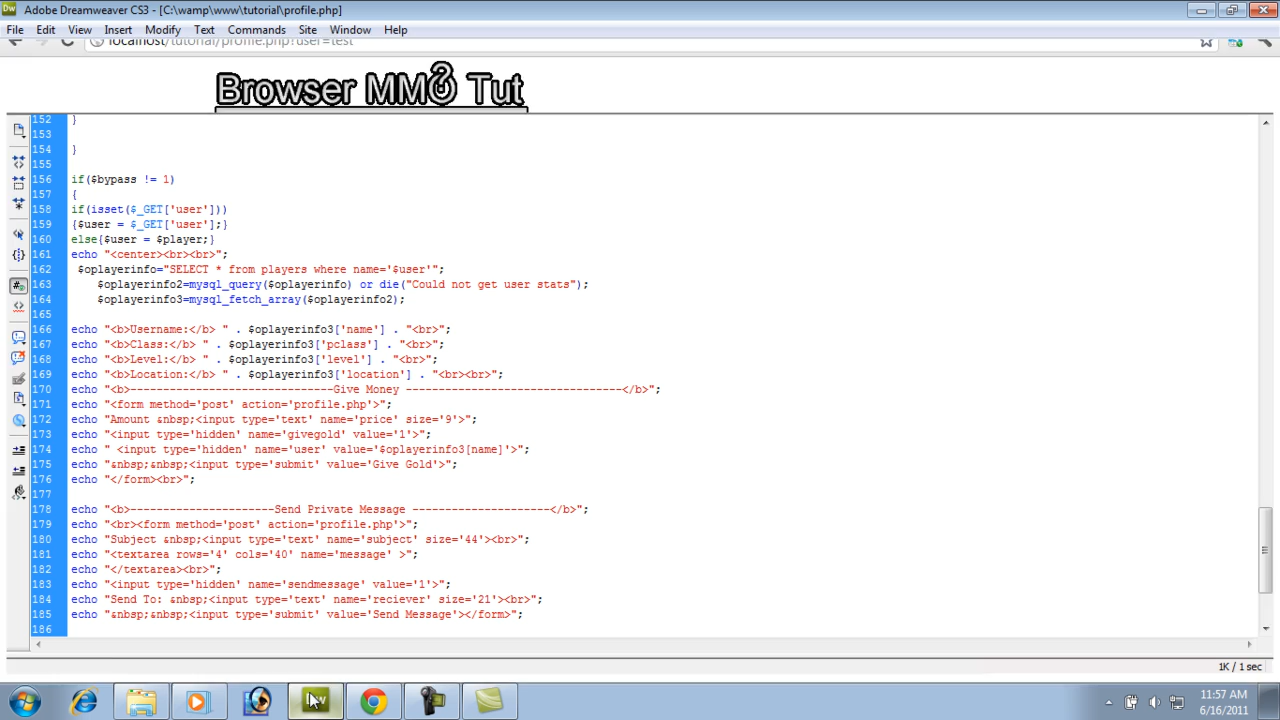 Adobe Dreamweaver CS3 - [C:\wamp\www\tutorial\profile.php]
File Edit View Insert Modify Text Commands Site Window Help
localhost/tutorial/profile.php?user=test
Browser MMO Tut
152 }
153
154 }
155
156 if($bypass != 1)
157 {
158 if(isset($_GET['user']))
159 {$user = $_GET['user'];}
160 else{$user = $player;}
161 echo "<center><br><br>";
162 $oplayerinfo="SELECT * from players where name='$user'";
163 $oplayerinfo2=mysql_query($oplayerinfo) or die("Could not get user stats");
164 $oplayerinfo3=mysql_fetch_array($oplayerinfo2);
165
166 echo "<b>Username:</b> " . $oplayerinfo3['name'] . "<br>";
167 echo "<b>Class:</b> " . $oplayerinfo3['pclass'] . "<br>";
168 echo "<b>Level:</b> " . $oplayerinfo3['level'] . "<br>";
169 echo "<b>Location:</b> " . $oplayerinfo3['location'] . "<br><br>";
170 echo "<b>-------------------------------Give Money ---------------------------------</b>";
171 echo "<form method='post' action='profile.php'>";
172 echo "Amount &nbsp;<input type='text' name='price' size='9'>";
173 echo "<input type='hidden' name='givegold' value='1'>";
174 echo " <input type='hidden' name='user' value='$oplayerinfo3[name]'>";
175 echo "&nbsp;&nbsp;<input type='submit' value='Give Gold'>";
176 echo "</form><br>";
177
178 echo "<b>----------------------Send Private Message ---------------------</b>";
179 echo "<br><form method='post' action='profile.php'>";
180 echo "Subject &nbsp;<input type='text' name='subject' size='44'><br>";
181 echo "<textarea rows='4' cols='40' name='message' >";
182 echo "</textarea><br>";
183 echo "<input type='hidden' name='sendmessage' value='1'>";
184 echo "Send To: &nbsp;<input type='text' name='reciever' size='21'><br>";
185 echo "&nbsp;&nbsp;<input type='submit' value='Send Message'></form>";
186
1K / 1 sec
11:57 AM
6/16/2011